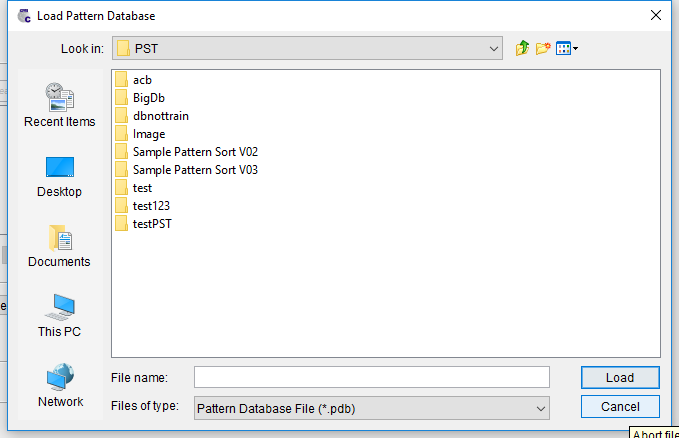 Load Pattern Database
Look in: PST
acb
BigDb
dbnottrain
Image
Sample Pattern Sort V02
Sample Pattern Sort V03
test
test123
testPST
Recent Items
Desktop
Documents
This PC
Network
File name:
Load
Files of type: Pattern Database File (*.pdb)
Cancel
Abort file